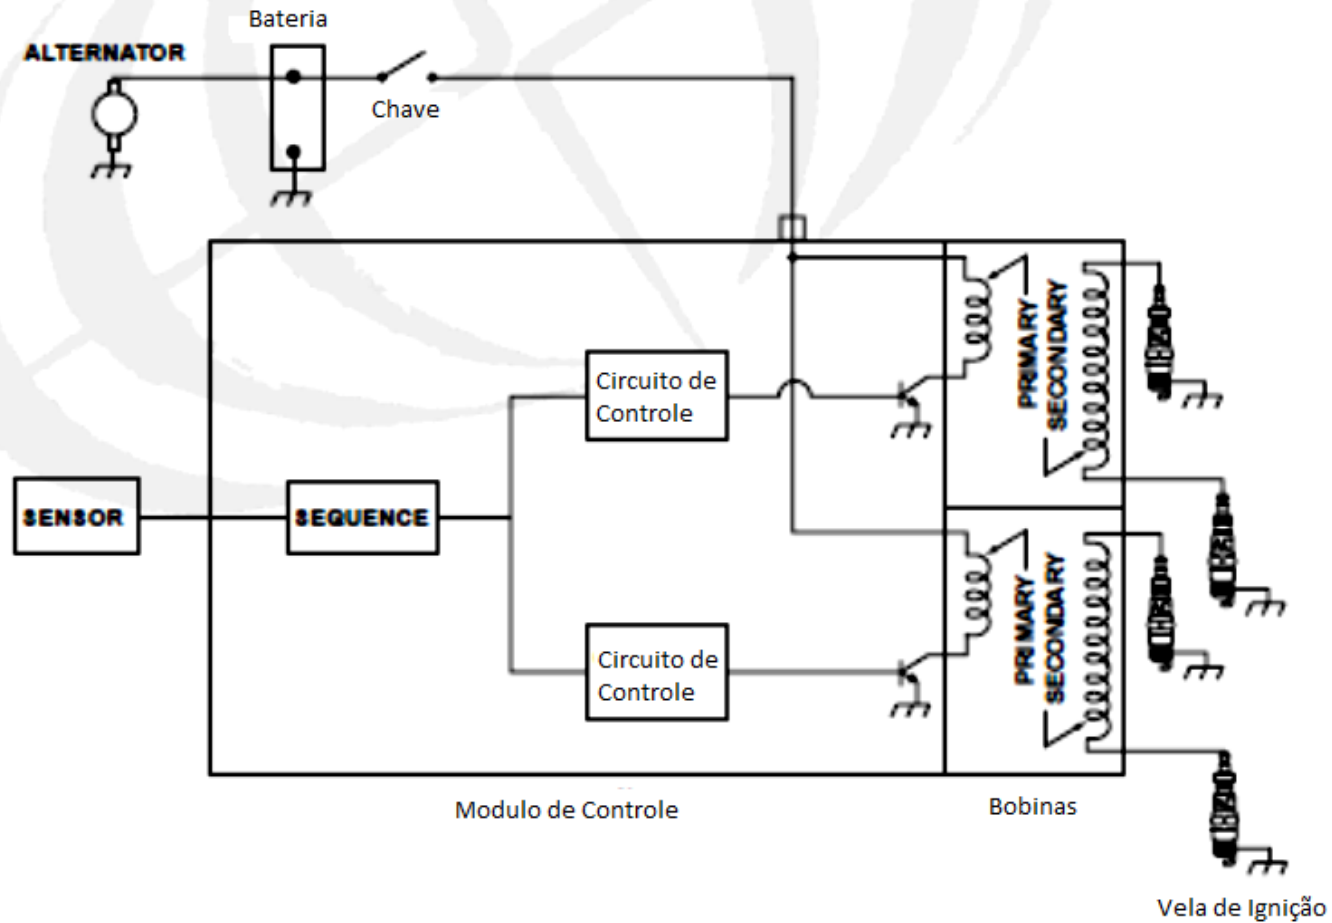 Bateria
ALTERNATOR
Chave
PRIMARY
SECONDARY
Circuito de
Controle
SENSOR
SEQUENCE
PRIMARY
SECONDARY
Circuito de
Controle
Modulo de Controle
Bobinas
Vela de Ignição